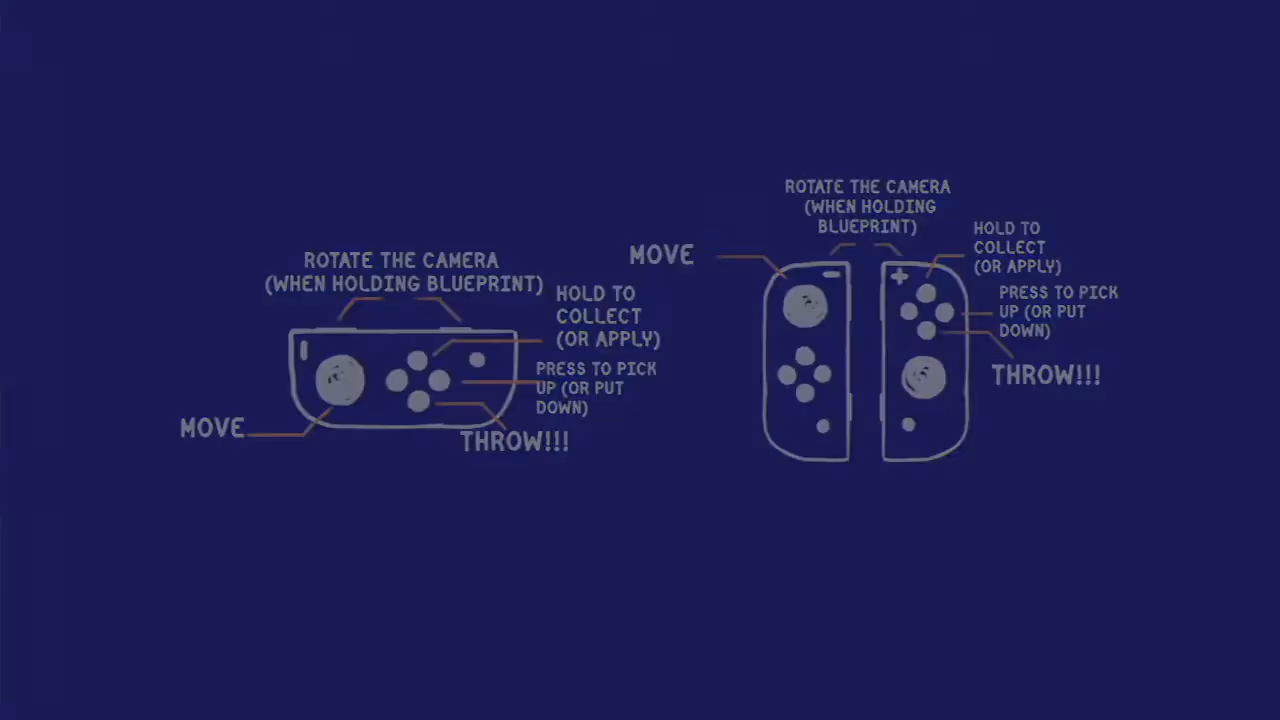 ROTATE THE CAMERA
(WHEN HOLDING BLUEPRINT)
HOLD TO
COLLECT
(OR APPLY)
PRESS TO PICK
UP (OR PUT
DOWN)
MOVE
THROW!!!
ROTATE THE CAMERA
(WHEN HOLDING
BLUEPRINT)
MOVE
HOLD TO
COLLECT
(OR APPLY)
PRESS TO PICK
UP (OR PUT
DOWN)
THROW!!!